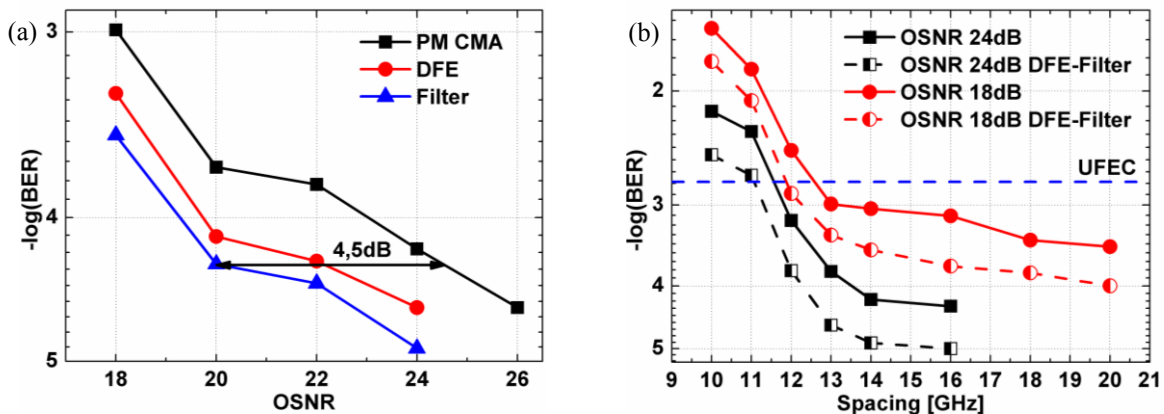 (a)
PM CMA
DFE
Filter
4,5dB
-log(BER)
3
4
5
18 20 22 24 26
OSNR
(b)
OSNR 24dB
OSNR 24dB DFE-Filter
OSNR 18dB
OSNR 18dB DFE-Filter
UFEC
-log(BER)
2
3
4
5
9 10 11 12 13 14 15 16 17 18 19 20 21
Spacing [GHz]